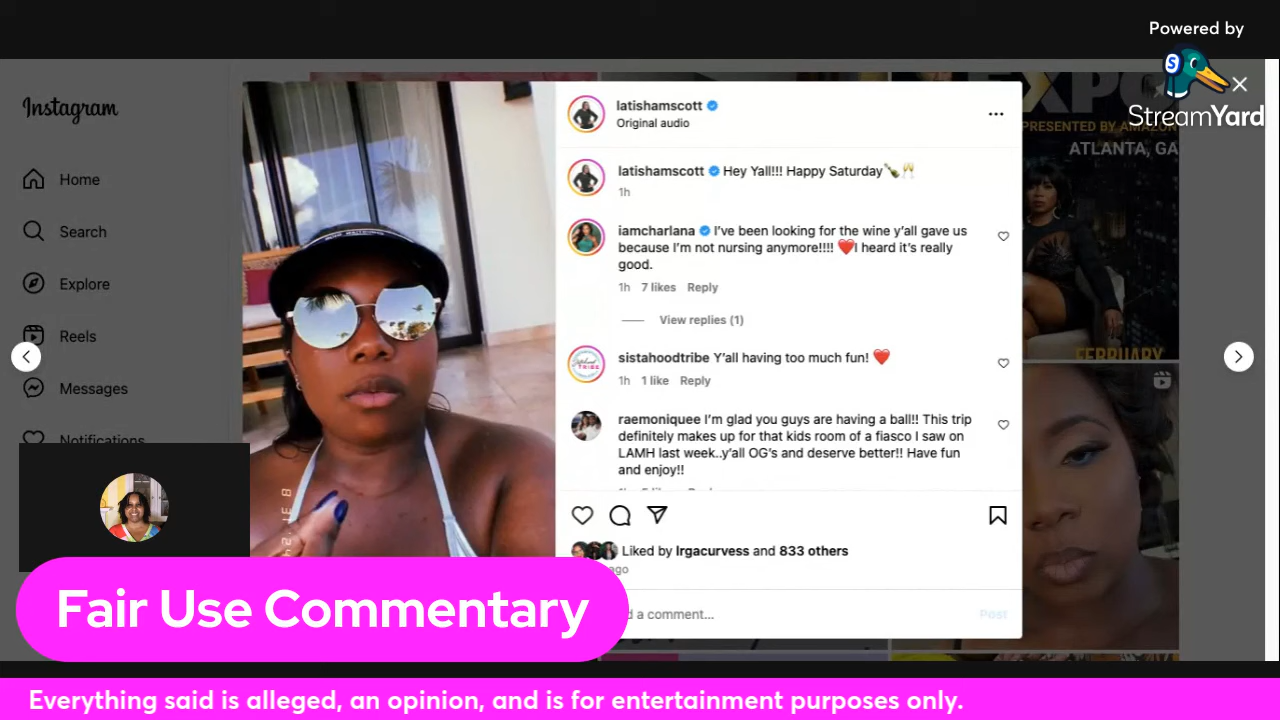 Powered by
StreamYard
Instagram
Home
Search
Explore
Reels
Messages
Notifications
latishamscott
Original audio
latishamscott Hey Yall!!! Happy Saturday🍾🥂
1h
iamcharlana I've been looking for the wine y'all gave us
because I'm not nursing anymore!!!! ❤️I heard it's really
good.
1h 7 likes Reply
View replies (1)
sistahoodtribe Y'all having too much fun! ❤️
1h 1 like Reply
raemoniquee I'm glad you guys are having a ball!! This trip
definitely makes up for that kids room of a fiasco I saw on
LAMH last week..y'all OG's and deserve better!! Have fun
and enjoy!!
Liked by lrgacurvess and 833 others
ago
d a comment...
Post
EXPO
PRESENTED BY AMAZON
ATLANTA, GA
FEBRUARY
Fair Use Commentary
Everything said is alleged, an opinion, and is for entertainment purposes only.